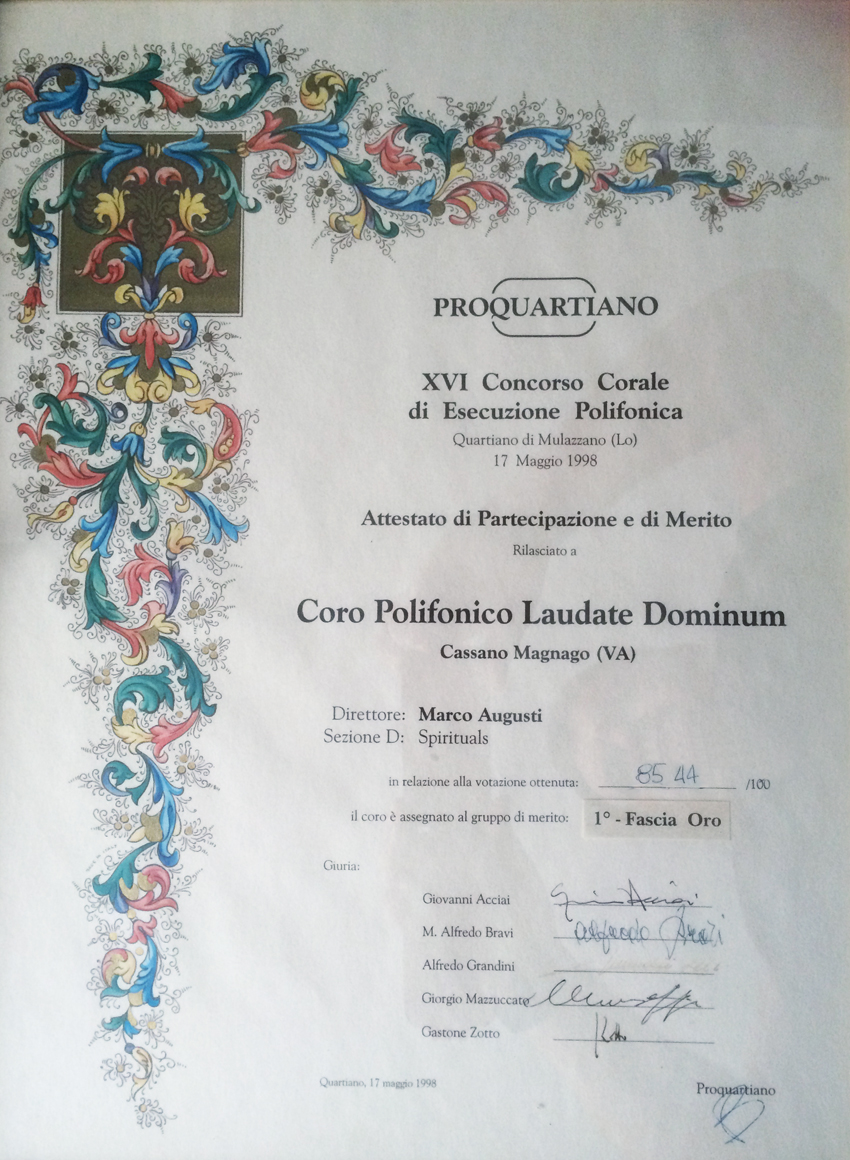 PROQUARTIANO
XVI Concorso Corale
di Esecuzione Polifonica
Quartiano di Mulazzano (Lo)
17 Maggio 1998
Attestato di Partecipazione e di Merito
Rilasciato a
Coro Polifonico Laudate Dominum
Cassano Magnago (VA)
Direttore: Marco Augusti
Sezione D: Spirituals
in relazione alla votazione ottenuta: 85 44 /100
il coro è assegnato al gruppo di merito: 1° - Fascia Oro
Giuria:
Giovanni Acciai
M. Alfredo Bravi
Alfredo Grandini
Giorgio Mazzuccato
Gastone Zotto
Quartiano, 17 maggio 1998
Proquartiano